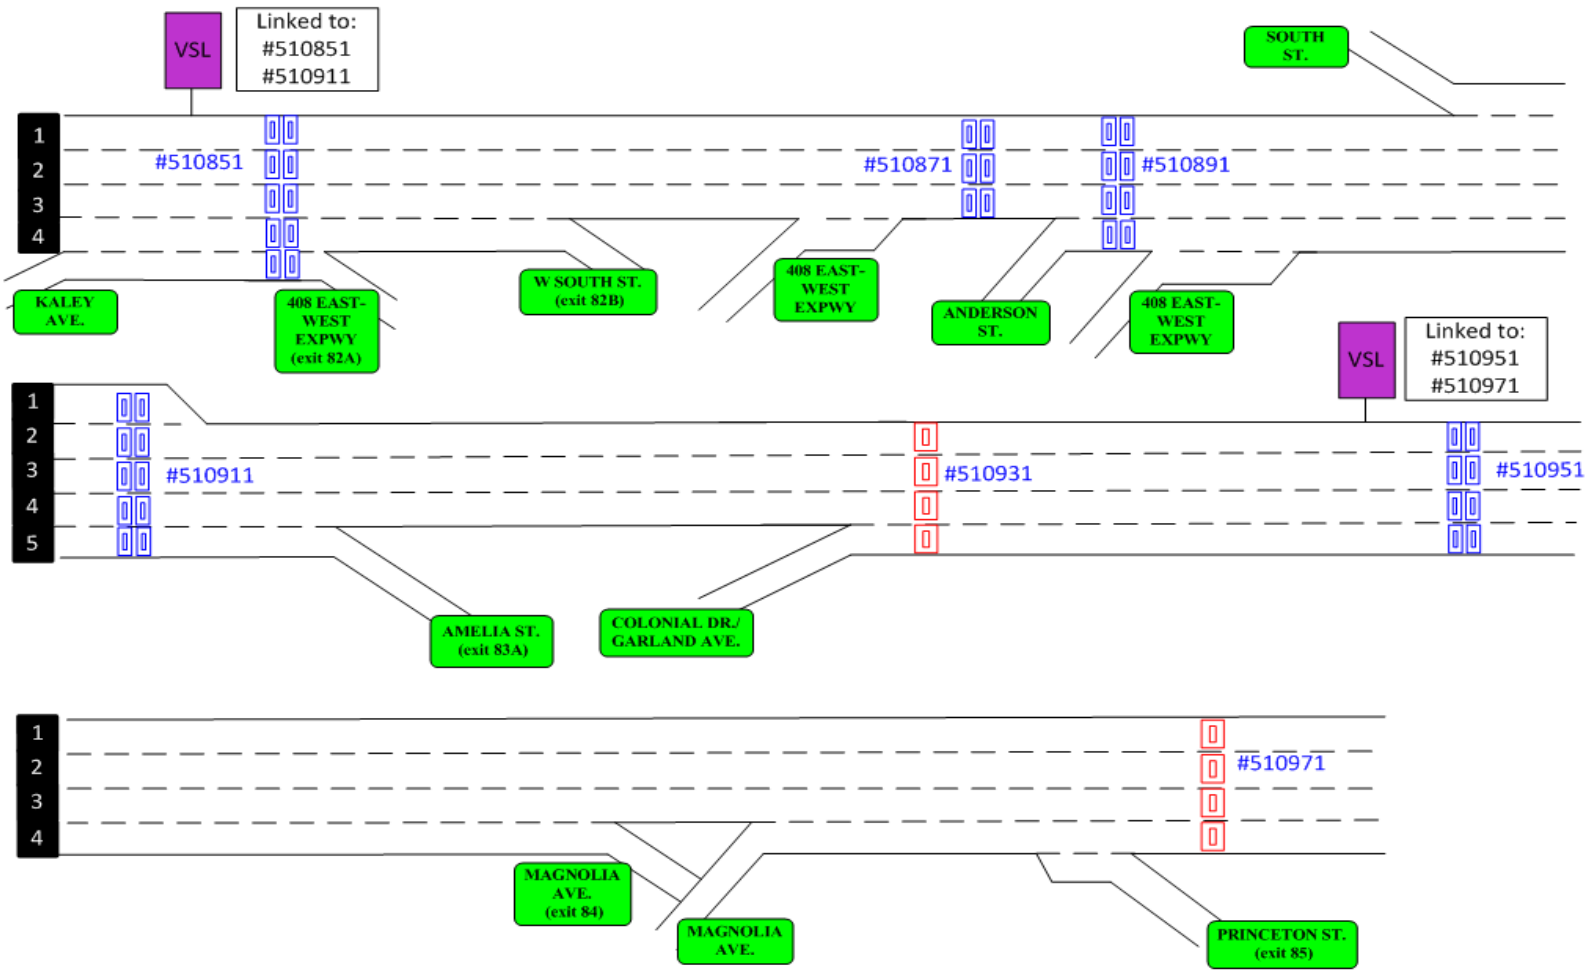 VSL
Linked to:
#510851
#510911
SOUTH
ST.
1
2
3
4
#510851
#510871
#510891
KALEY
AVE.
408 EAST-
WEST
EXPWY
(exit 82A)
W SOUTH ST.
(exit 82B)
408 EAST-
WEST
EXPWY
ANDERSON
ST.
408 EAST-
WEST
EXPWY
VSL
Linked to:
#510951
#510971
1
2
3
4
5
#510911
#510931
#510951
AMELIA ST.
(exit 83A)
COLONIAL DR./
GARLAND AVE.
1
2
3
4
#510971
MAGNOLIA
AVE.
(exit 84)
MAGNOLIA
AVE.
PRINCETON ST.
(exit 85)